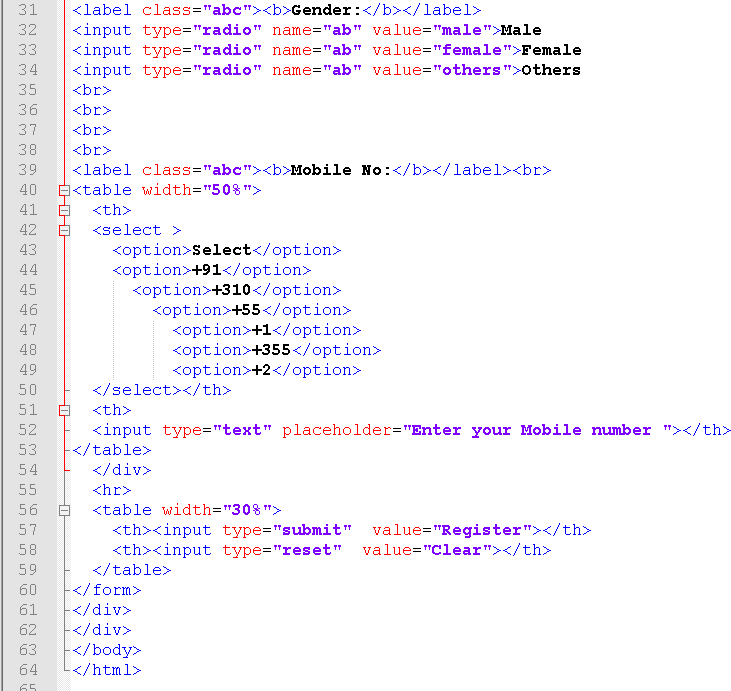 31 <label class="abc"><b>Gender:</b></label>
32 <input type="radio" name="ab" value="male">Male
33 <input type="radio" name="ab" value="female">Female
34 <input type="radio" name="ab" value="others">Others
35 <br>
36 <br>
37 <br>
38 <br>
39 <label class="abc"><b>Mobile No:</b></label><br>
40 <table width="50%">
41   <th>
42   <select >
43     <option>Select</option>
44     <option>+91</option>
45       <option>+310</option>
46         <option>+55</option>
47           <option>+1</option>
48           <option>+355</option>
49           <option>+2</option>
50   </select></th>
51   <th>
52   <input type="text" placeholder="Enter your Mobile number "></th>
53 </table>
54   </div>
55   <hr>
56   <table width="30%">
57     <th><input type="submit"  value="Register"></th>
58     <th><input type="reset"  value="Clear"></th>
59   </table>
60 </form>
61 </div>
62 </div>
63 </body>
64 </html>
65